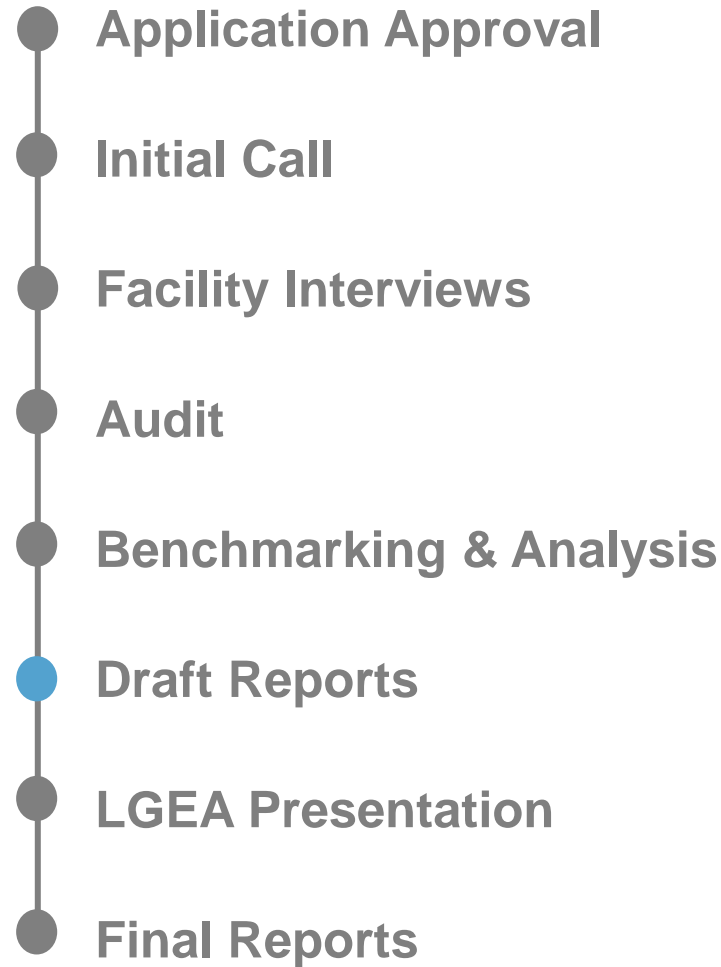 Application Approval
Initial Call
Facility Interviews
Audit
Benchmarking & Analysis
Draft Reports
LGEA Presentation
Final Reports